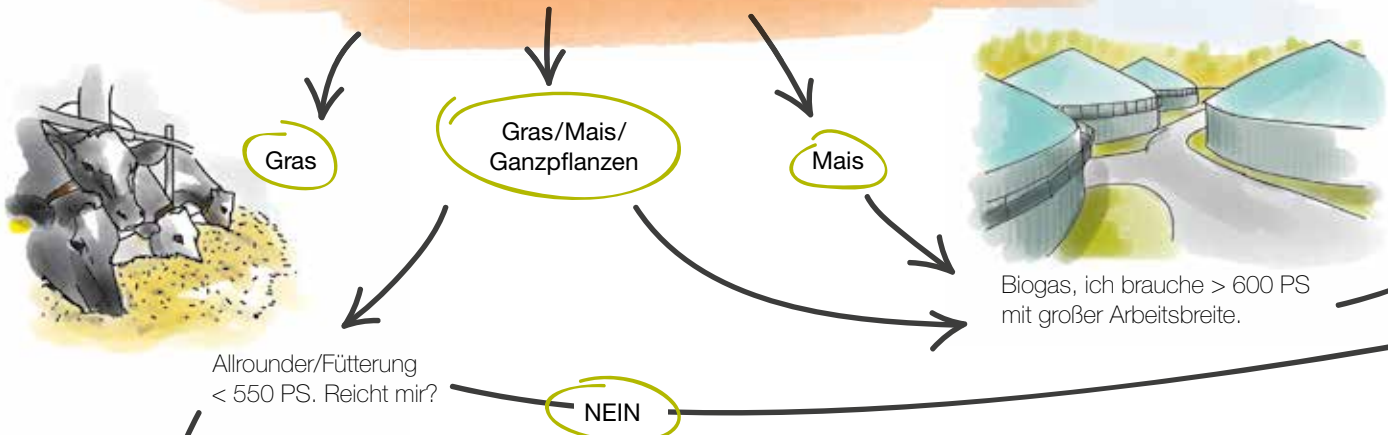 Gras
Gras/Mais/
Ganzpflanzen
Mais
Biogas, ich brauche > 600 PS
mit großer Arbeitsbreite.
Allrounder/Fütterung
< 550 PS. Reicht mir?
NEIN